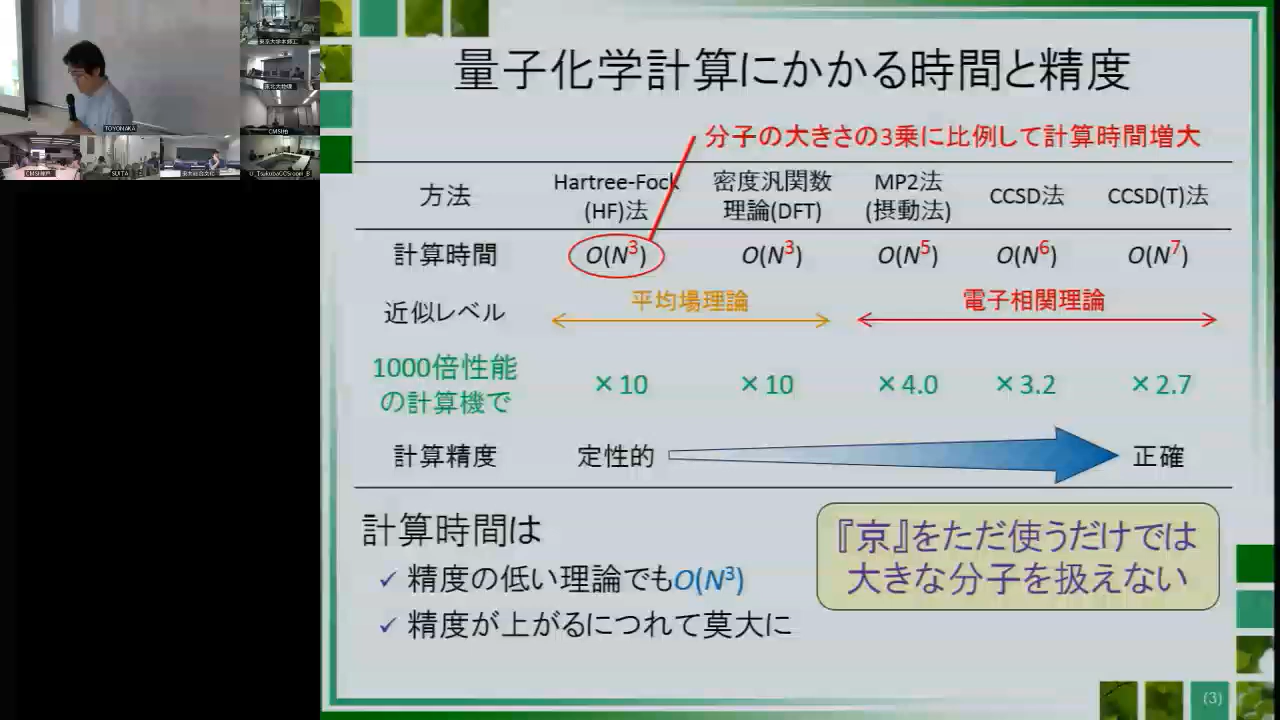 量子化学計算にかかる時間と精度
分子の大きさの3乗に比例して計算時間増大
方法
Hartree-Fock
(HF)法
密度汎関数
理論(DFT)
MP2法
(摂動法)
CCSD法
CCSD(T)法
計算時間
O(N³)
O(N³)
O(N⁵)
O(N⁶)
O(N⁷)
近似レベル
平均場理論
電子相関理論
1000倍性能
の計算機で
×10
×10
×4.0
×3.2
×2.7
計算精度
定性的
正確
計算時間は
✓ 精度の低い理論でもO(N³)
✓ 精度が上がるにつれて莫大に
『京』をただ使うだけでは
大きな分子を扱えない
(3)
TOYONAKA
CMSI神戸
SUITA